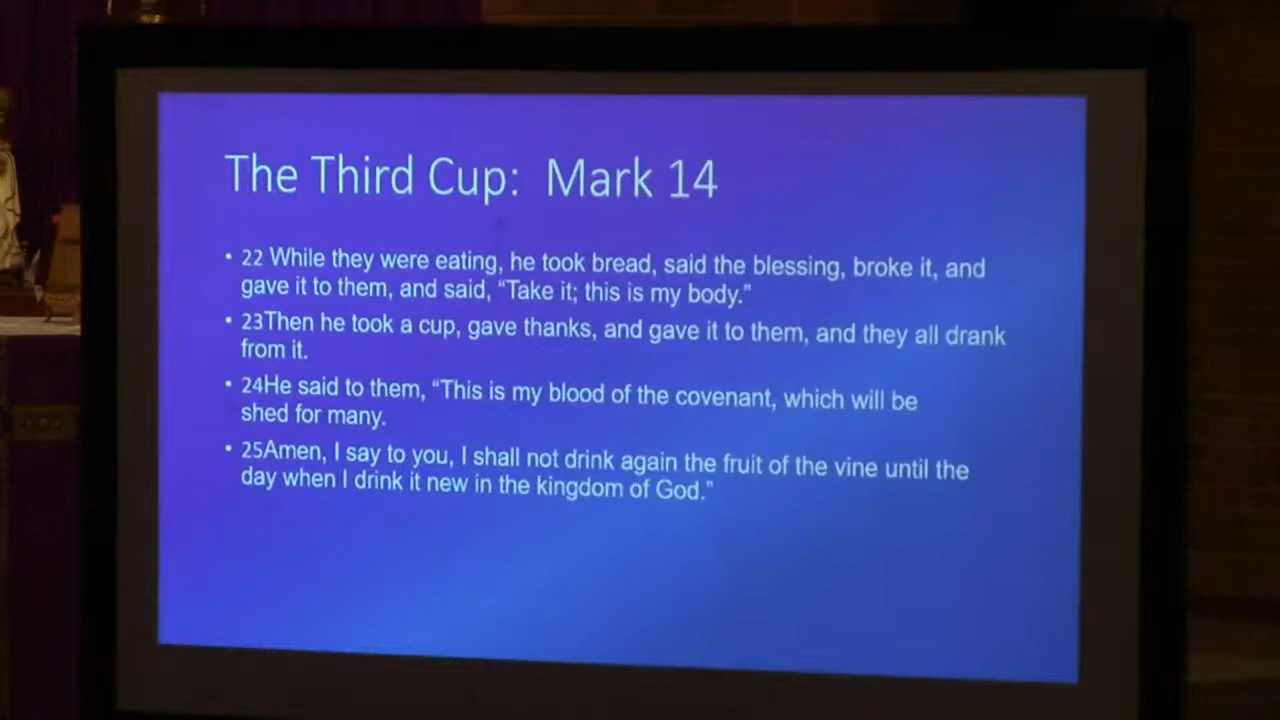 The Third Cup: Mark 14
• 22 While they were eating, he took bread, said the blessing, broke it, and
gave it to them, and said, “Take it; this is my body.”
• 23Then he took a cup, gave thanks, and gave it to them, and they all drank
from it.
• 24He said to them, “This is my blood of the covenant, which will be
shed for many.
• 25Amen, I say to you, I shall not drink again the fruit of the vine until the
day when I drink it new in the kingdom of God.”